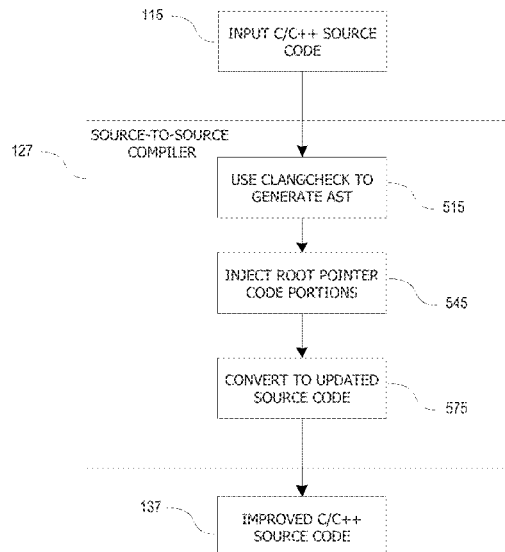 115
INPUT C/C++ SOURCE
CODE
SOURCE-TO-SOURCE
COMPILER
127
USE CLANGCHECK TO
GENERATE AST
515
INJECT ROOT POINTER
CODE PORTIONS
545
CONVERT TO UPDATED
SOURCE CODE
575
137
IMPROVED C/C++
SOURCE CODE